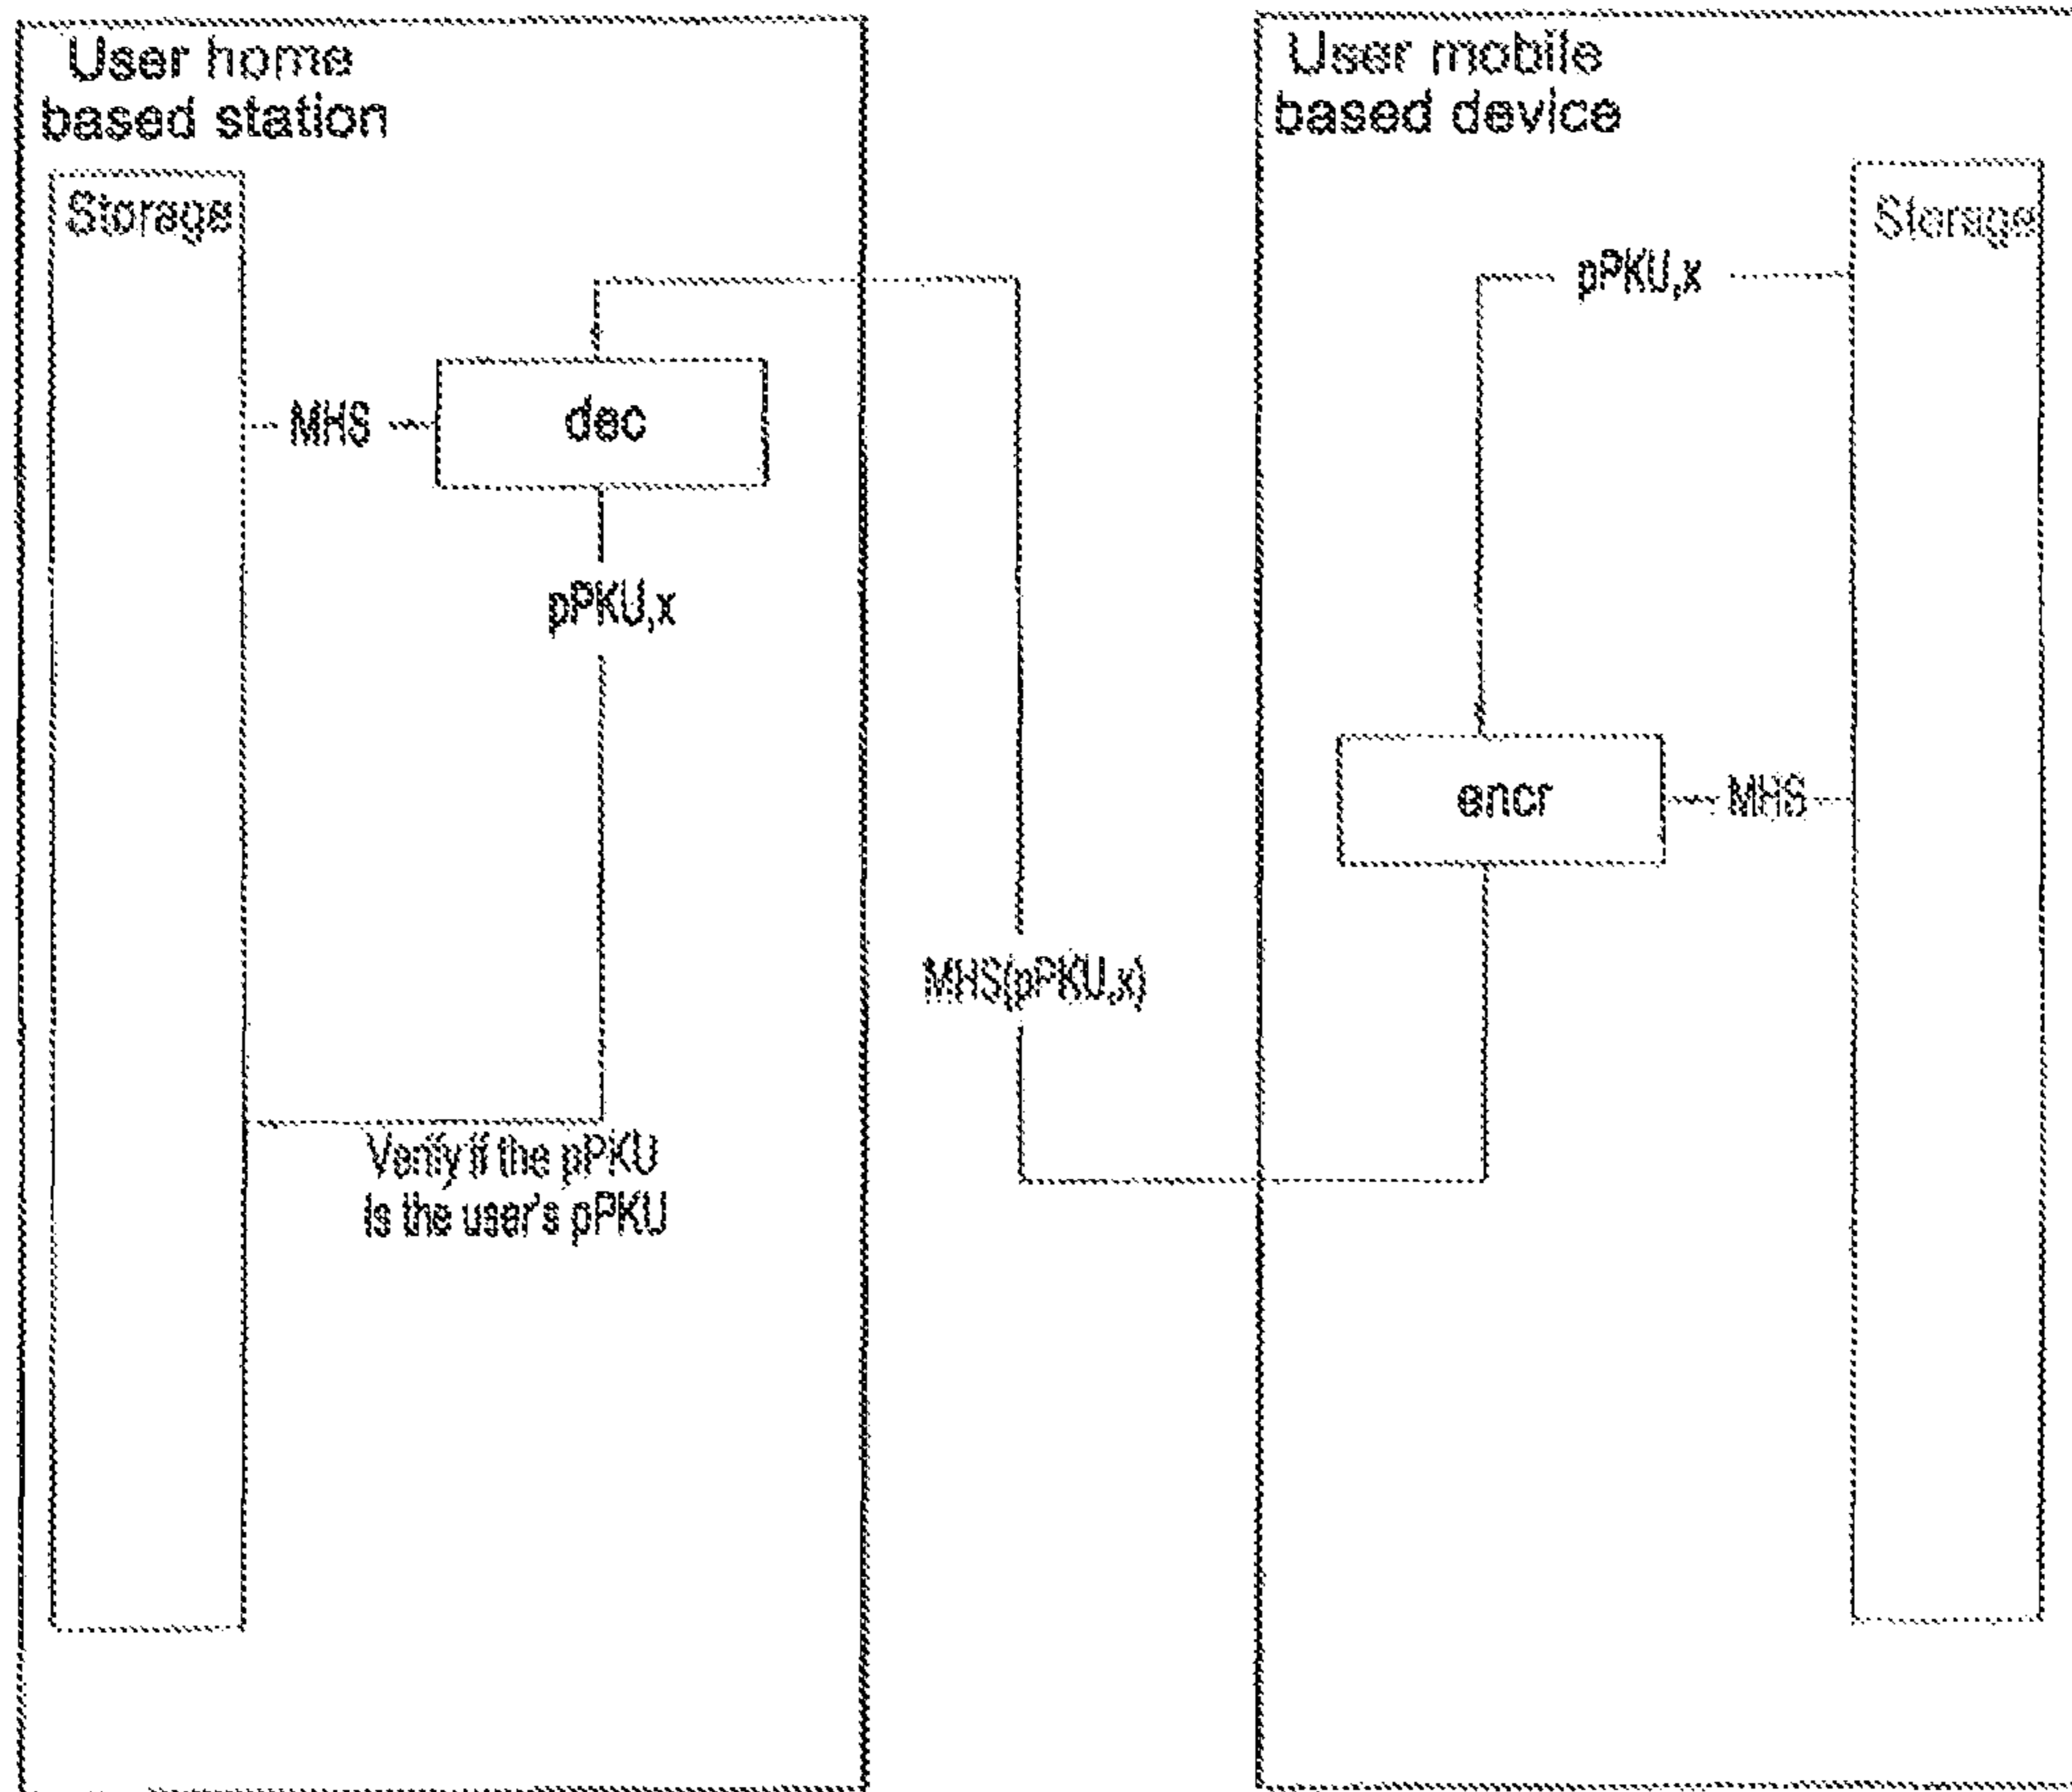 User home
based station
Storage
MHS
dec
pPKU,x
Verify if the pPKU
is the user's pPKU
MHS(pPKU,x)
User mobile
based device
Storage
pPKU,x
encr
MHS